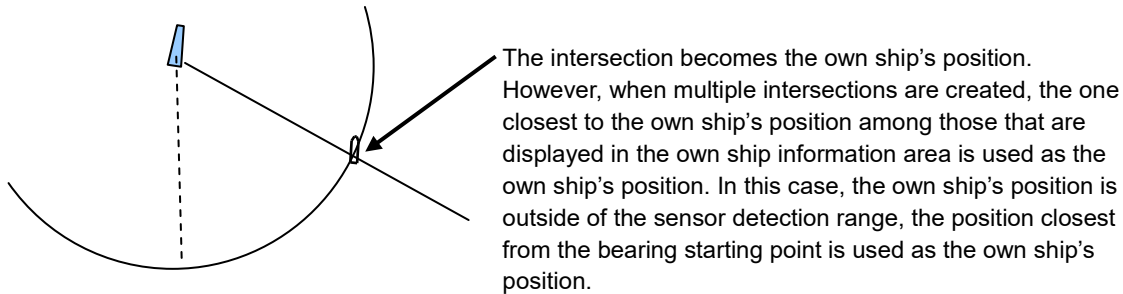 The intersection becomes the own ship's position.
However, when multiple intersections are created, the one
closest to the own ship's position among those that are
displayed in the own ship information area is used as the
own ship's position. In this case, the own ship's position is
outside of the sensor detection range, the position closest
from the bearing starting point is used as the own ship's
position.